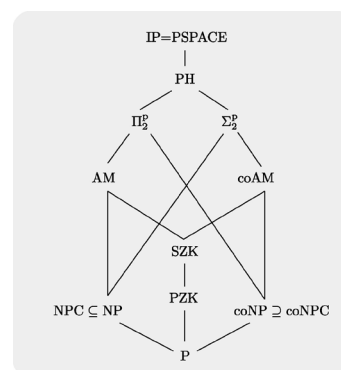 IP=PSPACE
PH
Π₂ᵖ Σ₂ᵖ
AM coAM
SZK
PZK
NPC ⊆ NP coNP ⊇ coNPC
P